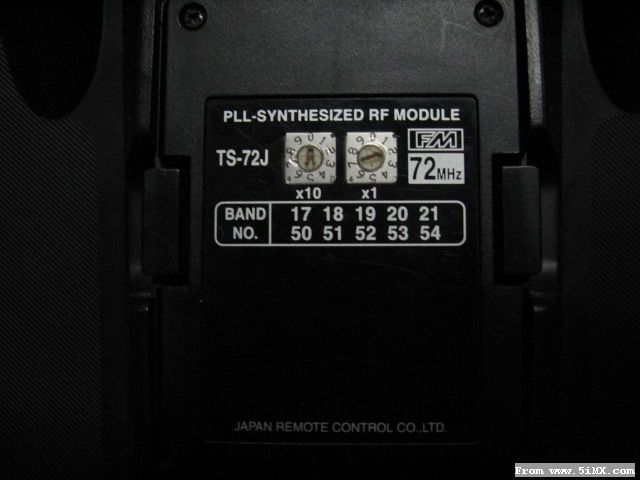 PLL-SYNTHESIZED RF MODULE
TS-72J
FM
72MHz
x10 x1
BAND 17 18 19 20 21
NO. 50 51 52 53 54
JAPAN REMOTE CONTROL CO.,LTD.
From www.5iMX.com